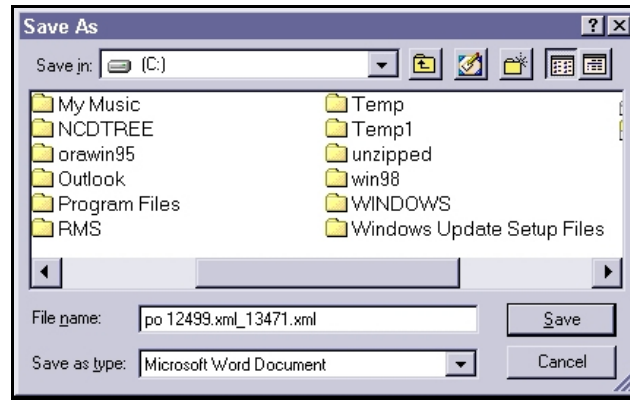 Save As
Save in: (C:)
My Music
NCDTREE
orawin95
Outlook
Program Files
RMS
Temp
Temp1
unzipped
win98
WINDOWS
Windows Update Setup Files
File name: po 12499.xml_13471.xml Save
Save as type: Microsoft Word Document Cancel